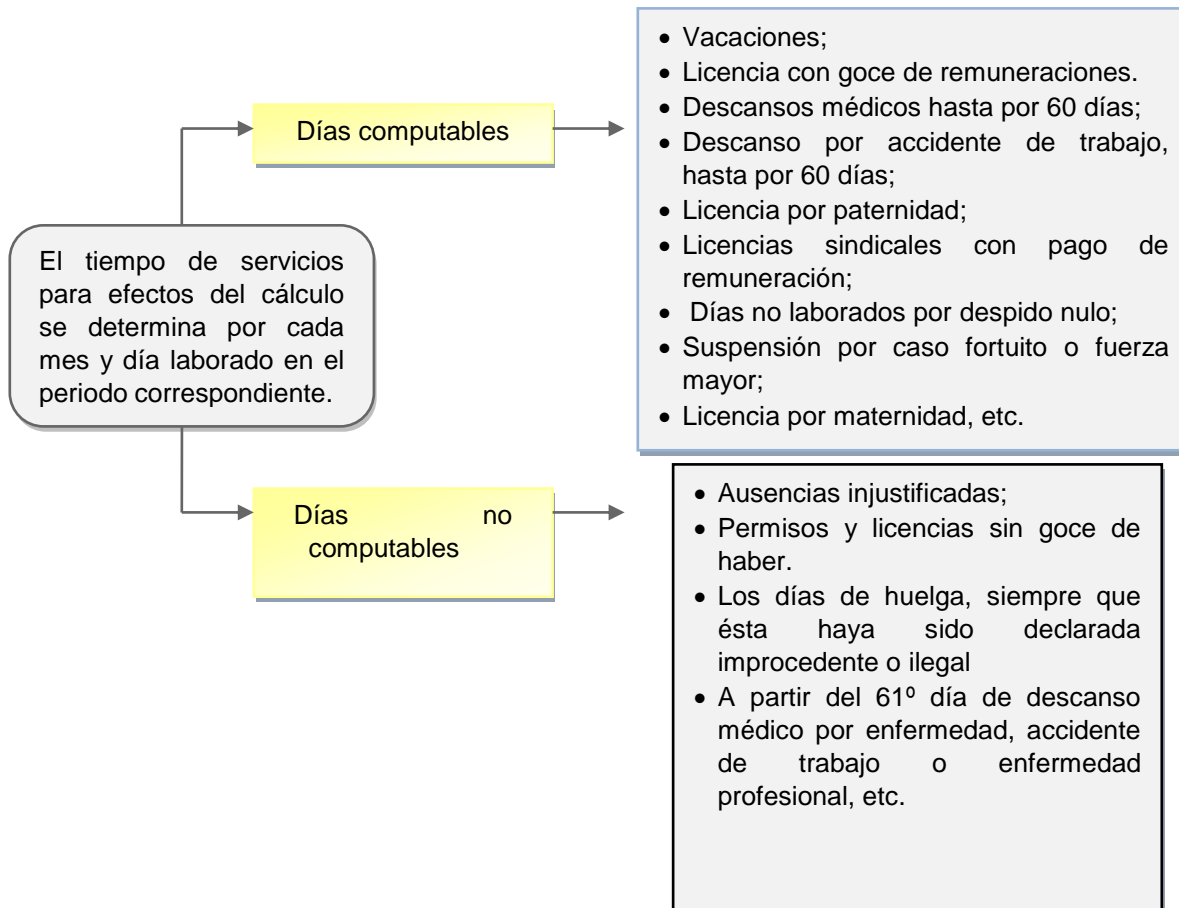 El tiempo de servicios
para efectos del cálculo
se determina por cada
mes y día laborado en el
periodo correspondiente.
Días computables
• Vacaciones;
• Licencia con goce de remuneraciones.
• Descansos médicos hasta por 60 días;
• Descanso por accidente de trabajo,
hasta por 60 días;
• Licencia por paternidad;
• Licencias sindicales con pago de
remuneración;
• Días no laborados por despido nulo;
• Suspensión por caso fortuito o fuerza
mayor;
• Licencia por maternidad, etc.
Días no
computables
• Ausencias injustificadas;
• Permisos y licencias sin goce de
haber.
• Los días de huelga, siempre que
ésta haya sido declarada
improcedente o ilegal
• A partir del 61º día de descanso
médico por enfermedad, accidente
de trabajo o enfermedad
profesional, etc.